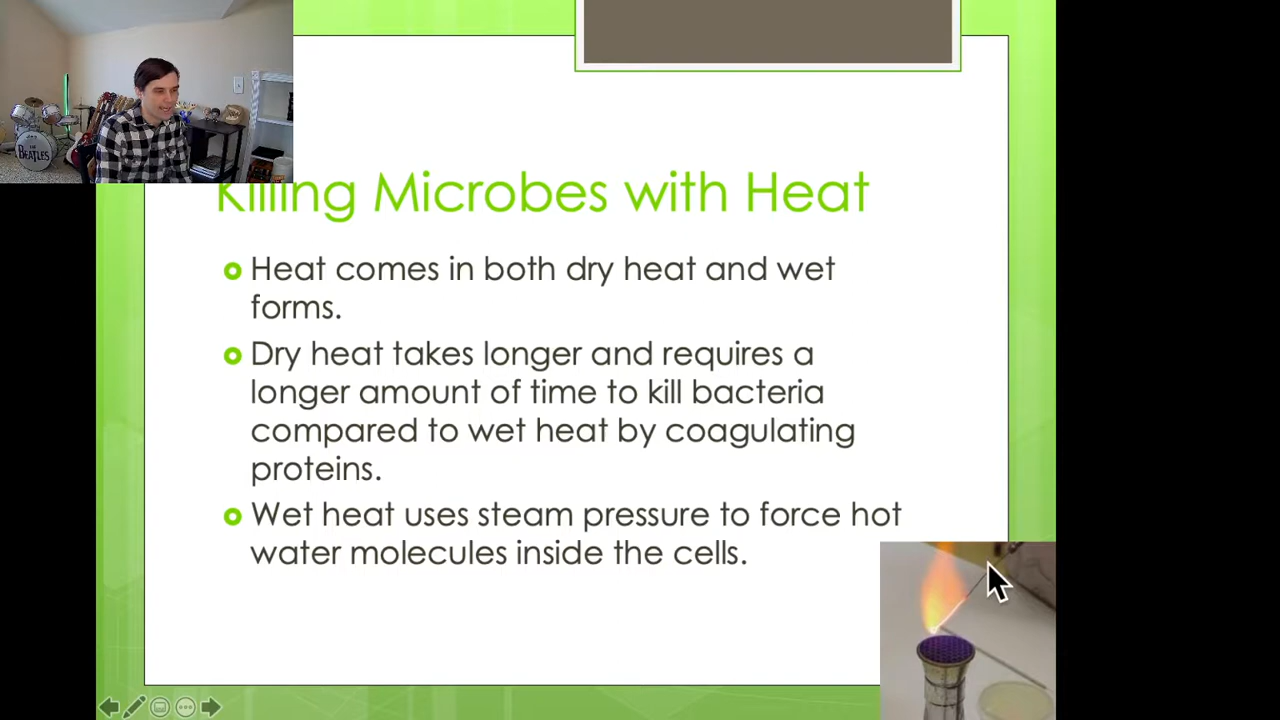 THE
BEATLES
Killing Microbes with Heat
Heat comes in both dry heat and wet
forms.
Dry heat takes longer and requires a
longer amount of time to kill bacteria
compared to wet heat by coagulating
proteins.
Wet heat uses steam pressure to force hot
water molecules inside the cells.